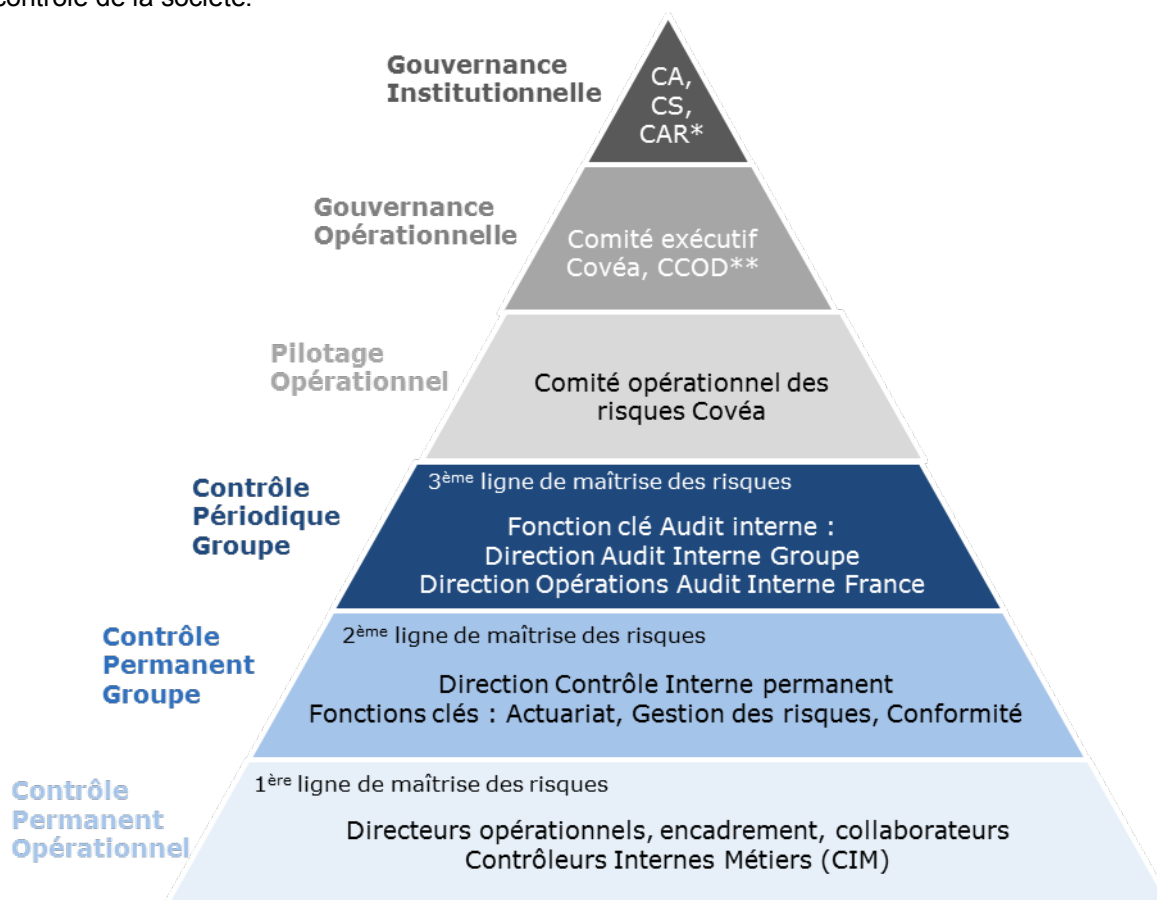 contrôle de la société.
Gouvernance
Institutionnelle
CA,
CS,
CAR*
Gouvernance
Opérationnelle
Comité exécutif
Covéa, CCOD**
Pilotage
Opérationnel
Comité opérationnel des
risques Covéa
Contrôle
Périodique
Groupe
3ème ligne de maîtrise des risques
Fonction clé Audit interne :
Direction Audit Interne Groupe
Direction Opérations Audit Interne France
Contrôle
Permanent
Groupe
2ème ligne de maîtrise des risques
Direction Contrôle Interne permanent
Fonctions clés : Actuariat, Gestion des risques, Conformité
Contrôle
Permanent
Opérationnel
1ère ligne de maîtrise des risques
Directeurs opérationnels, encadrement, collaborateurs
Contrôleurs Internes Métiers (CIM)